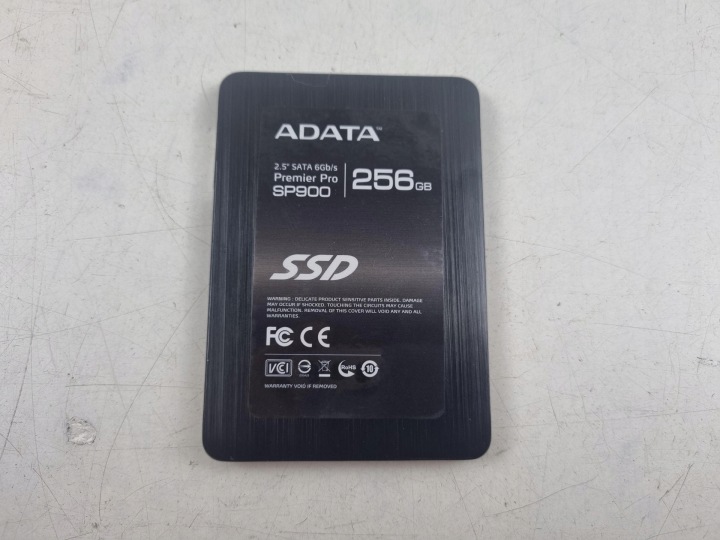 ADATA™
2.5" SATA 6Gb/s
Premier Pro
SP900
256GB
SSD
WARNING - DELICATE PRODUCT SENSITIVE PARTS INSIDE. DAMAGE
MAY OCCUR IF SHOCKED. TOUCHING THE CIRCUITS MAY CAUSE
MALFUNCTION. REMOVAL OF THIS COVER WILL VOID ANY AND ALL
WARRANTIES.
FC CE
VCI RoHS 10
WARRANTY VOID IF REMOVED